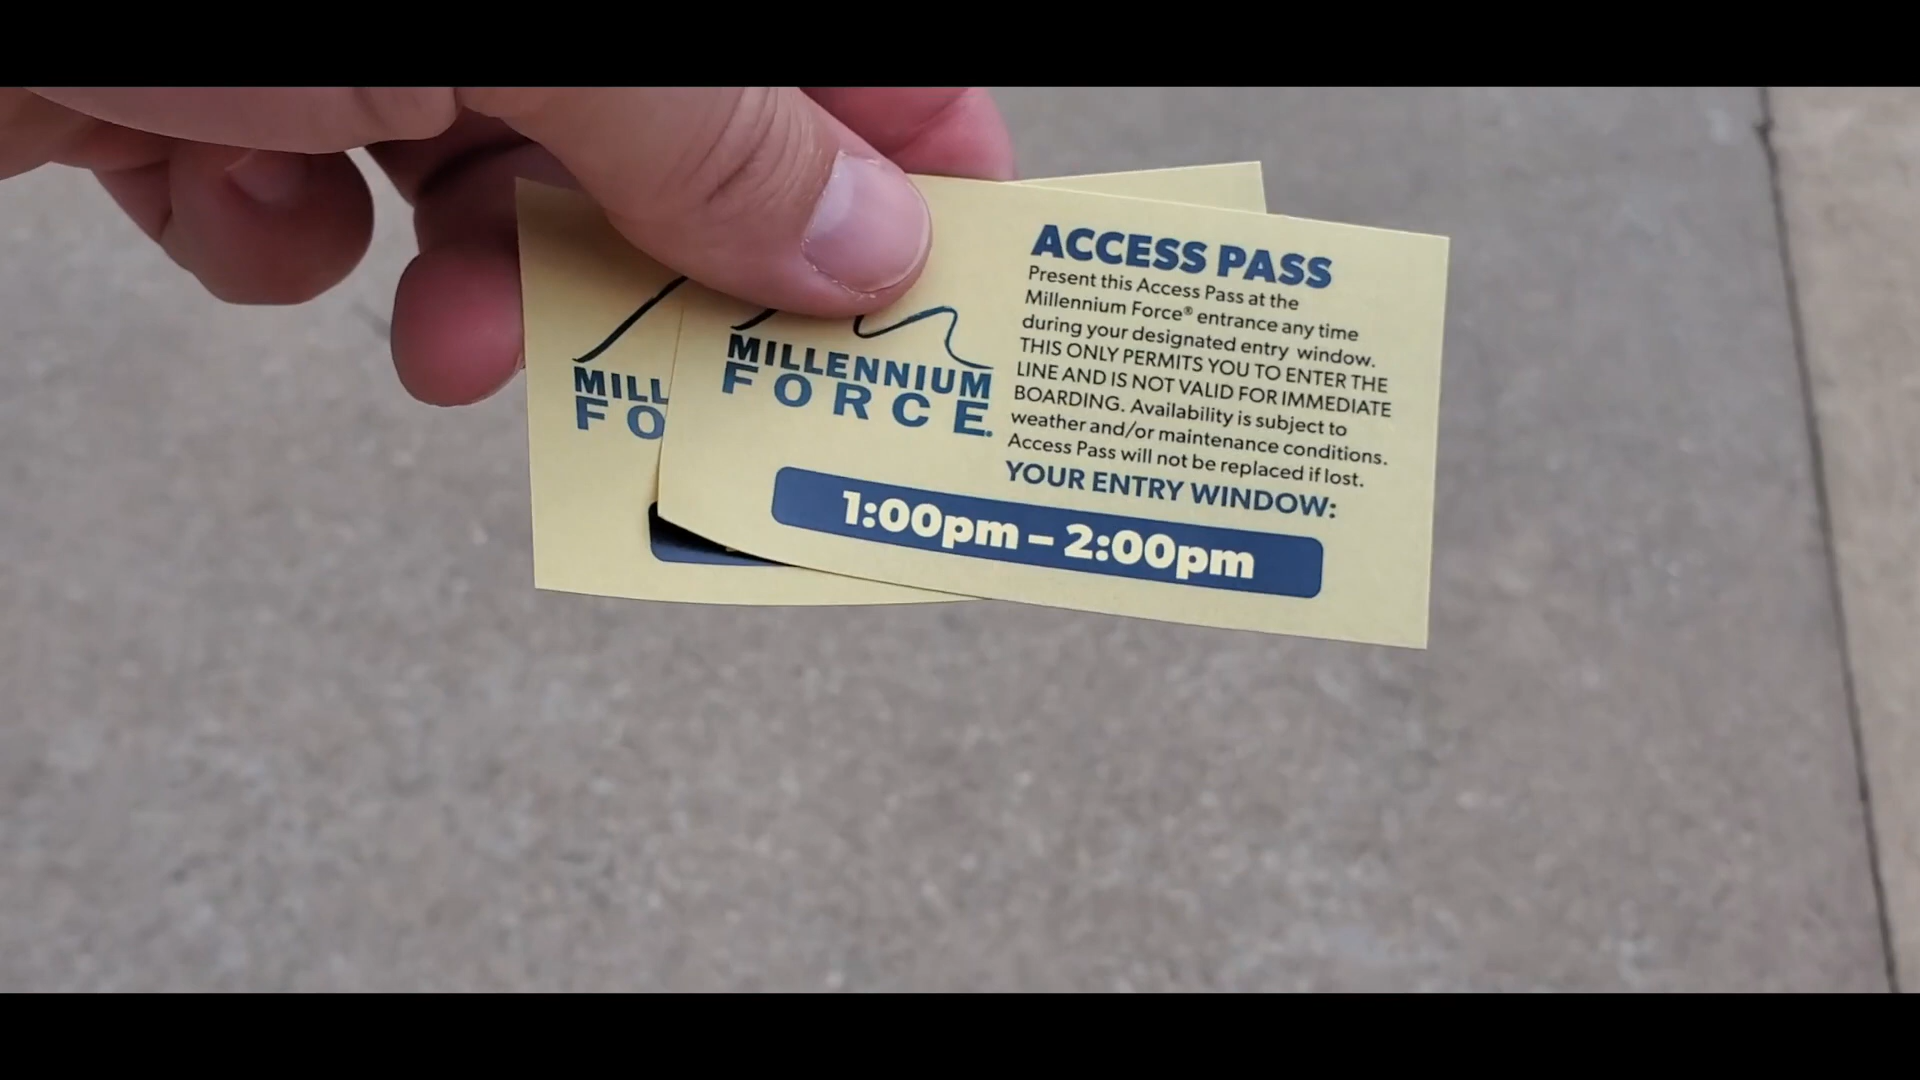 ACCESS PASS
Present this Access Pass at the
Millennium Force® entrance any time
during your designated entry window.
THIS ONLY PERMITS YOU TO ENTER THE
LINE AND IS NOT VALID FOR IMMEDIATE
BOARDING. Availability is subject to
weather and/or maintenance conditions.
Access Pass will not be replaced if lost.
YOUR ENTRY WINDOW:
1:00pm – 2:00pm
MILLENNIUM
FORCE.
MILL
FO